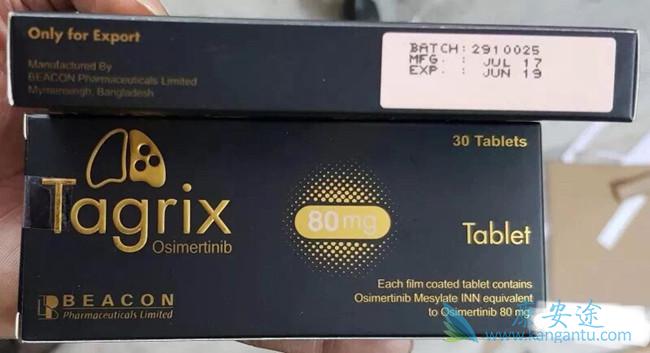 Only for Export
Manufactured By
BEACON Pharmaceuticals Limited
Mymensingh, Bangladesh
BATCH: 2910025
MFG. : JUL 17
EXP. : JUN 19
30 Tablets
Tagrix
Osimertinib
80mg
Tablet
Each film coated tablet contains
Osimertinib Mesylate INN equivalent
to Osimertinib 80 mg.
BEACON
Pharmaceuticals Limited
康安途
www.kangantu.com